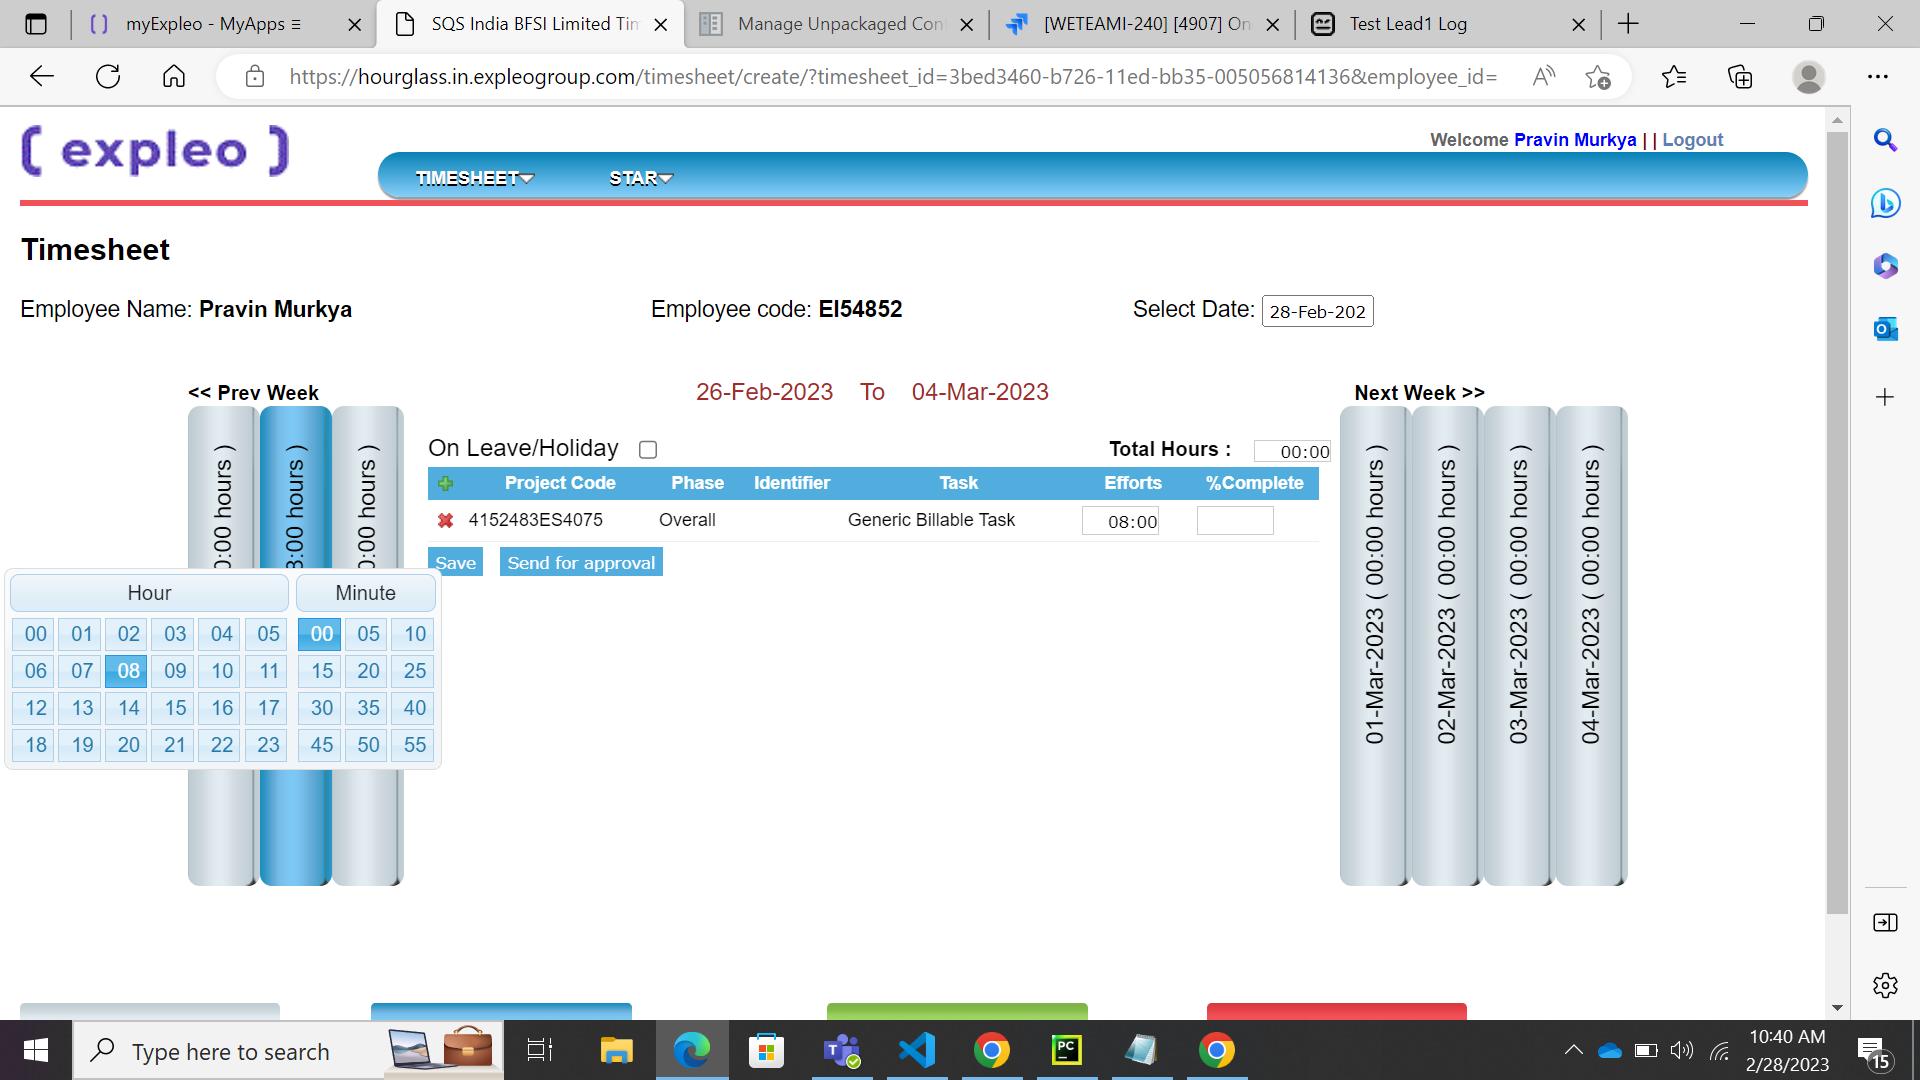 myExpleo - MyApps
SQS India BFSI Limited Tim
Manage Unpackaged Con
[WETEAMI-240] [4907] On
Test Lead1 Log
https://hourglass.in.expleogroup.com/timesheet/create/?timesheet_id=3bed3460-b726-11ed-bb35-005056814136&employee_id=
( expleo )
Welcome Pravin Murkya | | Logout
TIMESHEET
STAR
Timesheet
Employee Name: Pravin Murkya
Employee code: EI54852
Select Date: 28-Feb-202
<< Prev Week
26-Feb-2023 To 04-Mar-2023
Next Week >>
0:00 hours )
8:00 hours )
0:00 hours )
On Leave/Holiday
Total Hours : 00:00
Project Code Phase Identifier Task Efforts %Complete
4152483ES4075 Overall Generic Billable Task 08:00
Save Send for approval
01-Mar-2023 ( 00:00 hours )
02-Mar-2023 ( 00:00 hours )
03-Mar-2023 ( 00:00 hours )
04-Mar-2023 ( 00:00 hours )
Hour Minute
00 01 02 03 04 05 00 05 10
06 07 08 09 10 11 15 20 25
12 13 14 15 16 17 30 35 40
18 19 20 21 22 23 45 50 55
Type here to search
10:40 AM
2/28/2023
15